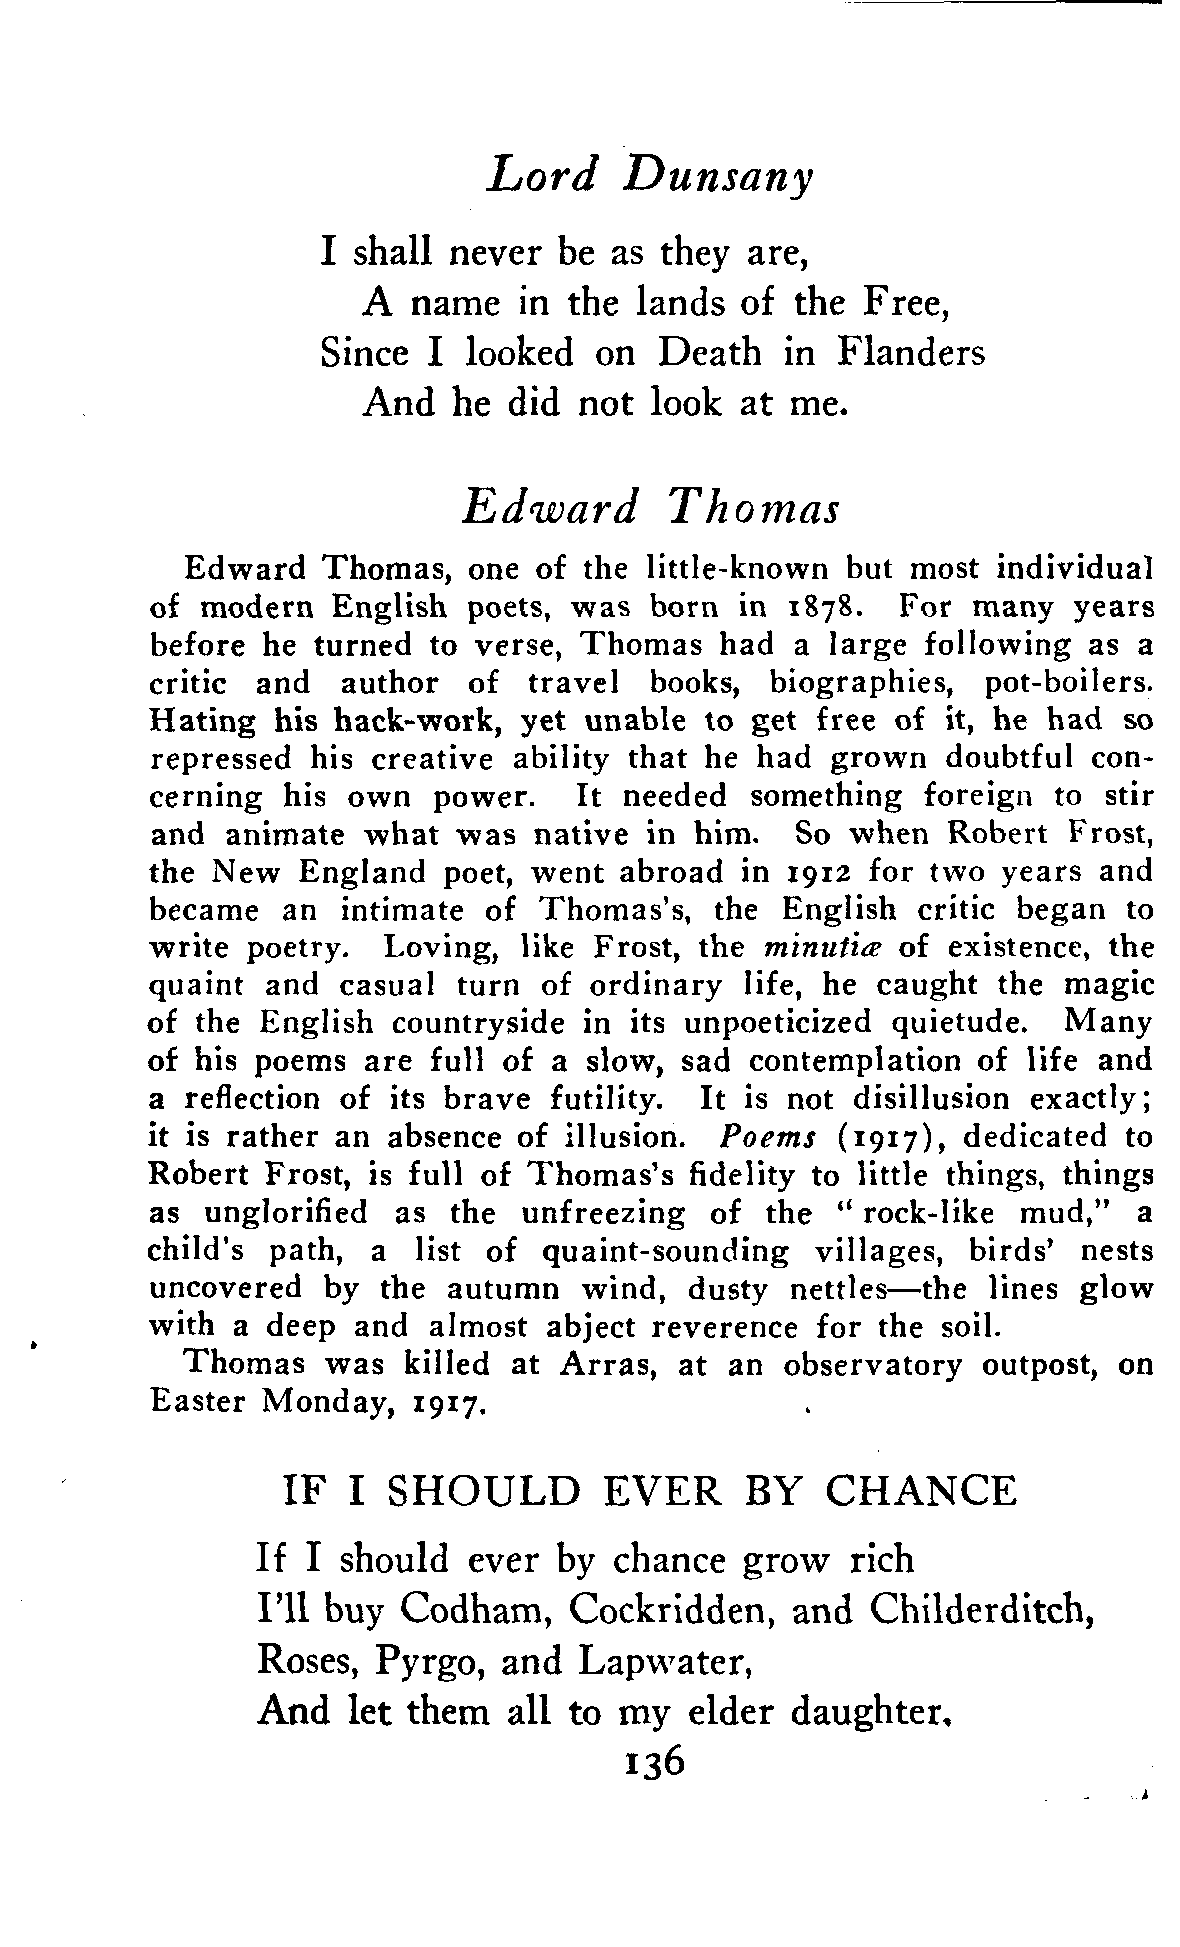 Lord Dunsany
I shall never be as they are,
A name in the lands of the Free,
Since I looked on Death in Flanders
And he did not look at me.
Edward Thomas
Edward Thomas, one of the little-known but most individual
of modern English poets, was born in 1878. For many years
before he turned to verse, Thomas had a large following as a
critic and author of travel books, biographies, pot-boilers.
Hating his hack-work, yet unable to get free of it, he had so
repressed his creative ability that he had grown doubtful con-
cerning his own power. It needed something foreign to stir
and animate what was native in him. So when Robert Frost,
the New England poet, went abroad in 1912 for two years and
became an intimate of Thomas's, the English critic began to
write poetry. Loving, like Frost, the minutiæ of existence, the
quaint and casual turn of ordinary life, he caught the magic
of the English countryside in its unpoeticized quietude. Many
of his poems are full of a slow, sad contemplation of life and
a reflection of its brave futility. It is not disillusion exactly;
it is rather an absence of illusion. Poems (1917), dedicated to
Robert Frost, is full of Thomas's fidelity to little things, things
as unglorified as the unfreezing of the "rock-like mud," a
child's path, a list of quaint-sounding villages, birds' nests
uncovered by the autumn wind, dusty nettles—the lines glow
with a deep and almost abject reverence for the soil.
Thomas was killed at Arras, at an observatory outpost, on
Easter Monday, 1917.
IF I SHOULD EVER BY CHANCE
If I should ever by chance grow rich
I'll buy Codham, Cockridden, and Childerditch,
Roses, Pyrgo, and Lapwater,
And let them all to my elder daughter.
136